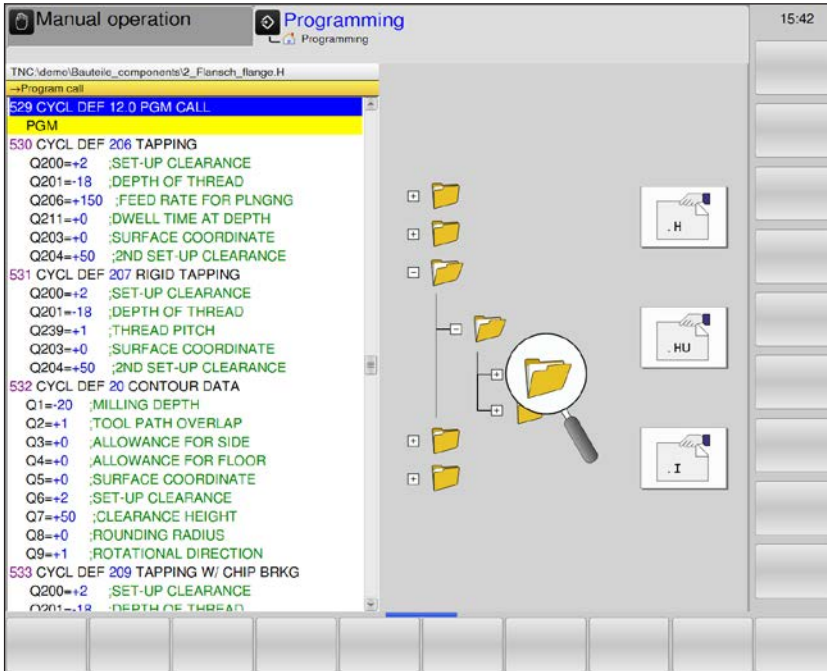 Manual operation
Programming
15:42
Programming
TNC:\demo\Bauteile_components\2_Flansch_flange.H
→Program call
529 CYCL DEF 12.0 PGM CALL
PGM
530 CYCL DEF 206 TAPPING
Q200=+2 ;SET-UP CLEARANCE
Q201=-18 ;DEPTH OF THREAD
Q206=+150 ;FEED RATE FOR PLNGNG
Q211=+0 ;DWELL TIME AT DEPTH
Q203=+0 ;SURFACE COORDINATE
Q204=+50 ;2ND SET-UP CLEARANCE
531 CYCL DEF 207 RIGID TAPPING
Q200=+2 ;SET-UP CLEARANCE
Q201=-18 ;DEPTH OF THREAD
Q239=+1 ;THREAD PITCH
Q203=+0 ;SURFACE COORDINATE
Q204=+50 ;2ND SET-UP CLEARANCE
532 CYCL DEF 20 CONTOUR DATA
Q1=-20 ;MILLING DEPTH
Q2=+1 ;TOOL PATH OVERLAP
Q3=+0 ;ALLOWANCE FOR SIDE
Q4=+0 ;ALLOWANCE FOR FLOOR
Q5=+0 ;SURFACE COORDINATE
Q6=+2 ;SET-UP CLEARANCE
Q7=+50 ;CLEARANCE HEIGHT
Q8=+0 ;ROUNDING RADIUS
Q9=+1 ;ROTATIONAL DIRECTION
533 CYCL DEF 209 TAPPING W/ CHIP BRKG
Q200=+2 ;SET-UP CLEARANCE
Q201=-18 ;DEPTH OF THREAD
.H
.HU
.I